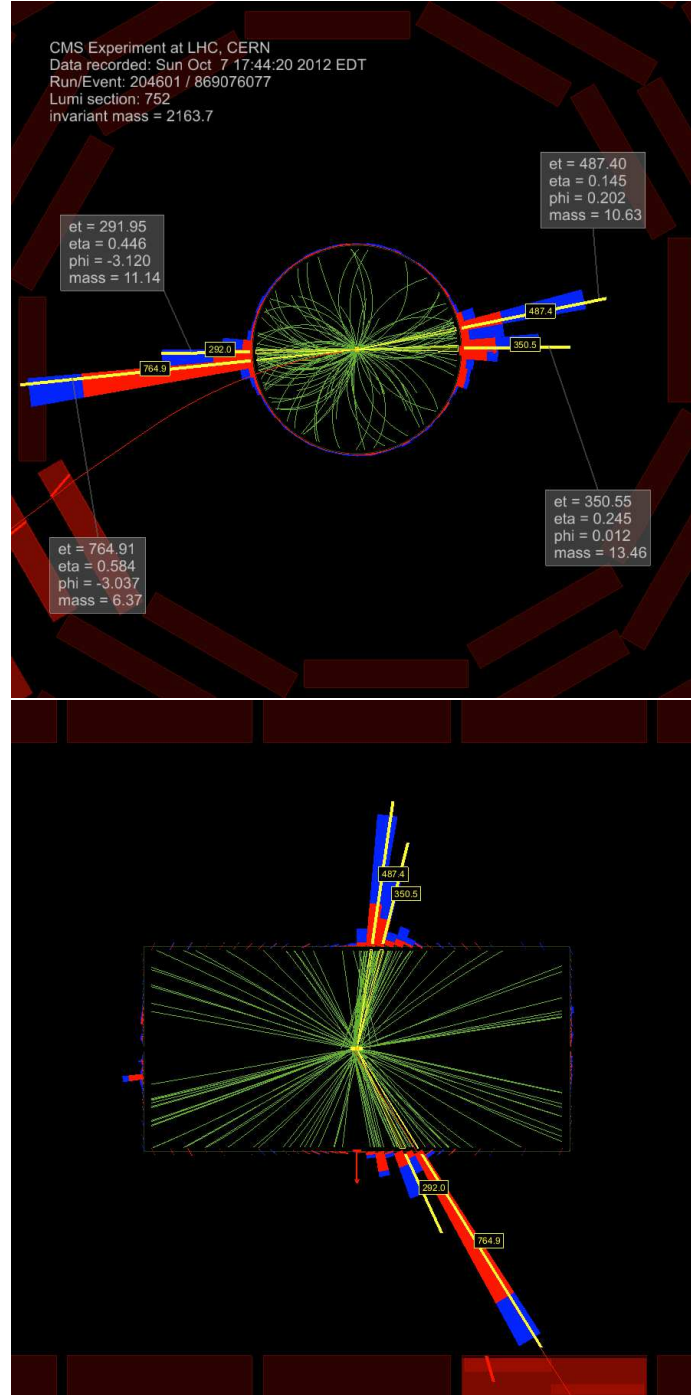 CMS Experiment at LHC, CERN
Data recorded: Sun Oct 7 17:44:20 2012 EDT
Run/Event: 204601 / 869076077
Lumi section: 752
invariant mass = 2163.7
et = 487.40
eta = 0.145
phi = 0.202
mass = 10.63
et = 291.95
eta = 0.446
phi = -3.120
mass = 11.14
487.4
292.0
350.5
764.9
et = 350.55
eta = 0.245
phi = 0.012
mass = 13.46
et = 764.91
eta = 0.584
phi = -3.037
mass = 6.37
487.4
350.5
292.0
764.9